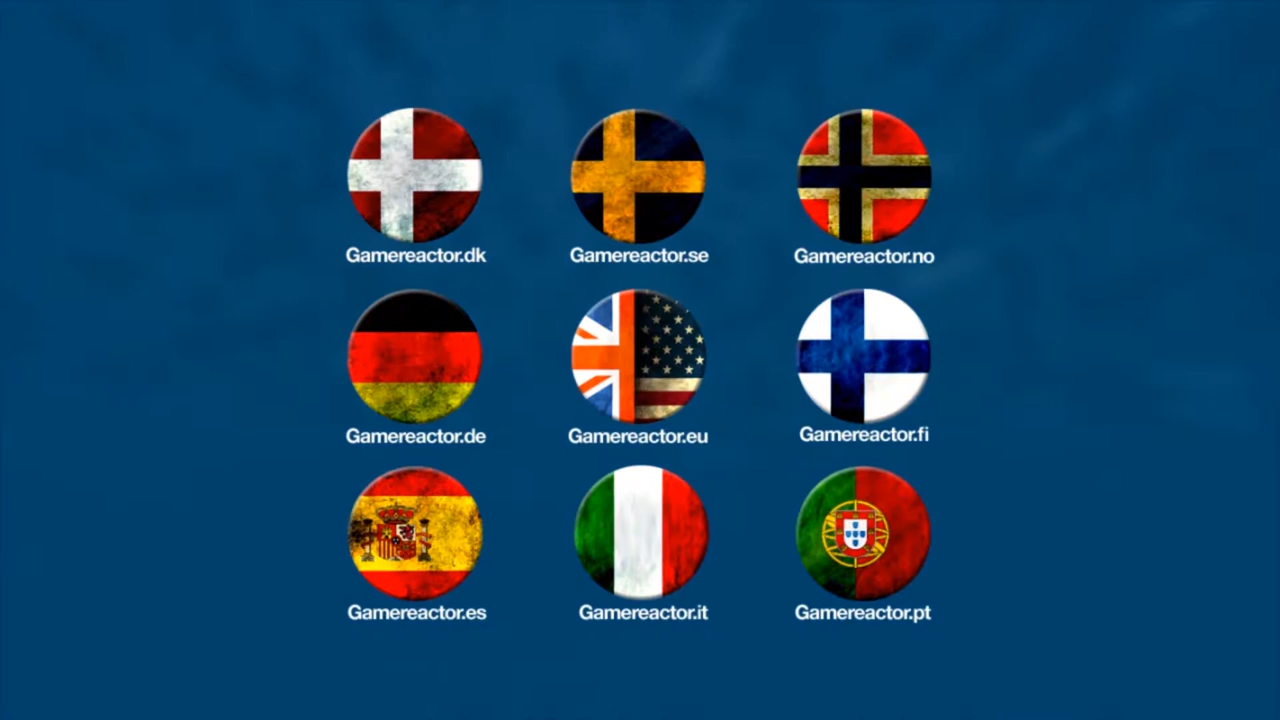 Gamereactor.dk
Gamereactor.se
Gamereactor.no
Gamereactor.de
Gamereactor.eu
Gamereactor.fi
Gamereactor.es
Gamereactor.it
Gamereactor.pt